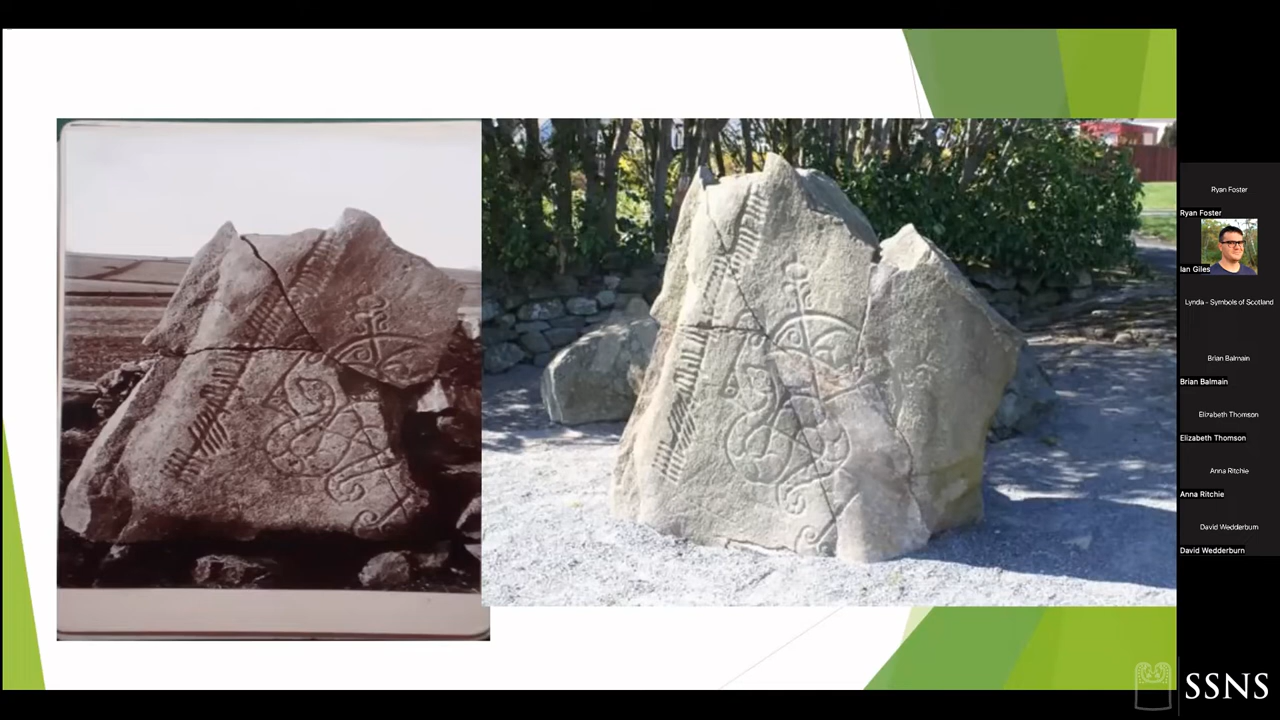 Ryan Foster
Ryan Foster
Ian Giles
Lynda - Symbols of Scotland
Brian Balmain
Brian Balmain
Elizabeth Thomson
Elizabeth Thomson
Anna Ritchie
Anna Ritchie
David Wedderburn
David Wedderburn
SSNS